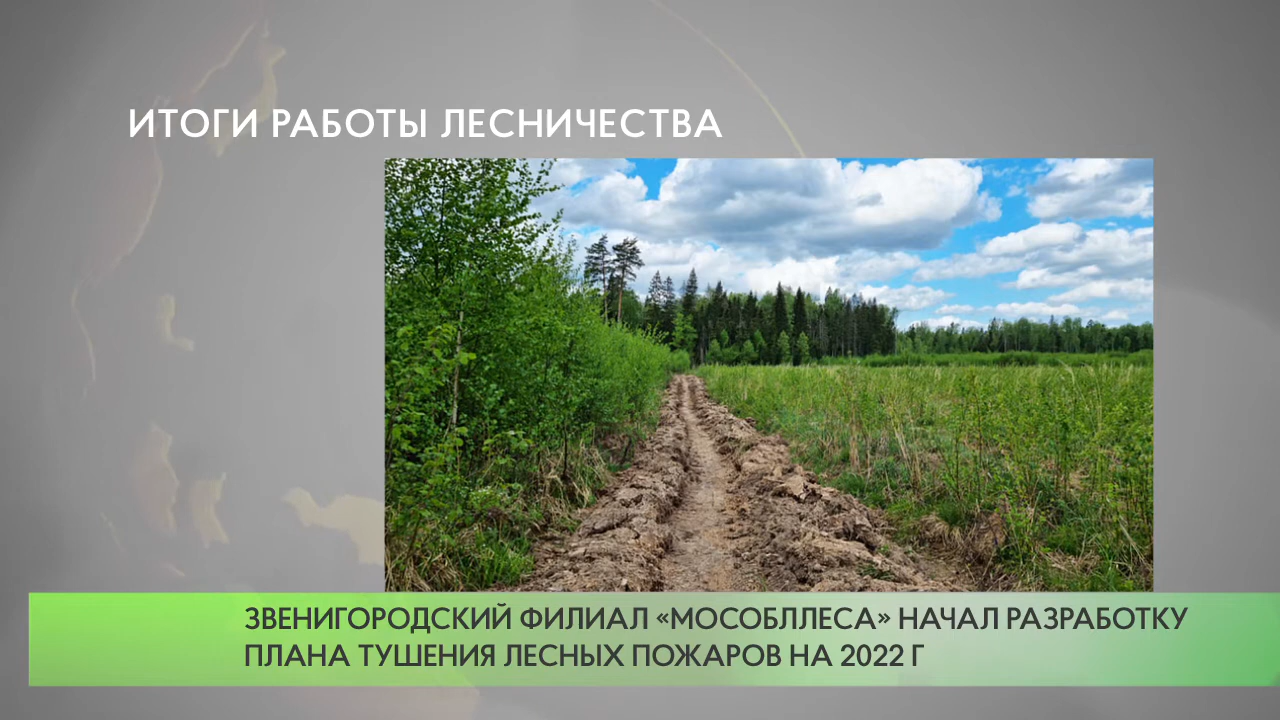 ИТОГИ РАБОТЫ ЛЕСНИЧЕСТВА
ЗВЕНИГОРОДСКИЙ ФИЛИАЛ «МОСОБЛЛЕСА» НАЧАЛ РАЗРАБОТКУ
ПЛАНА ТУШЕНИЯ ЛЕСНЫХ ПОЖАРОВ НА 2022 Г